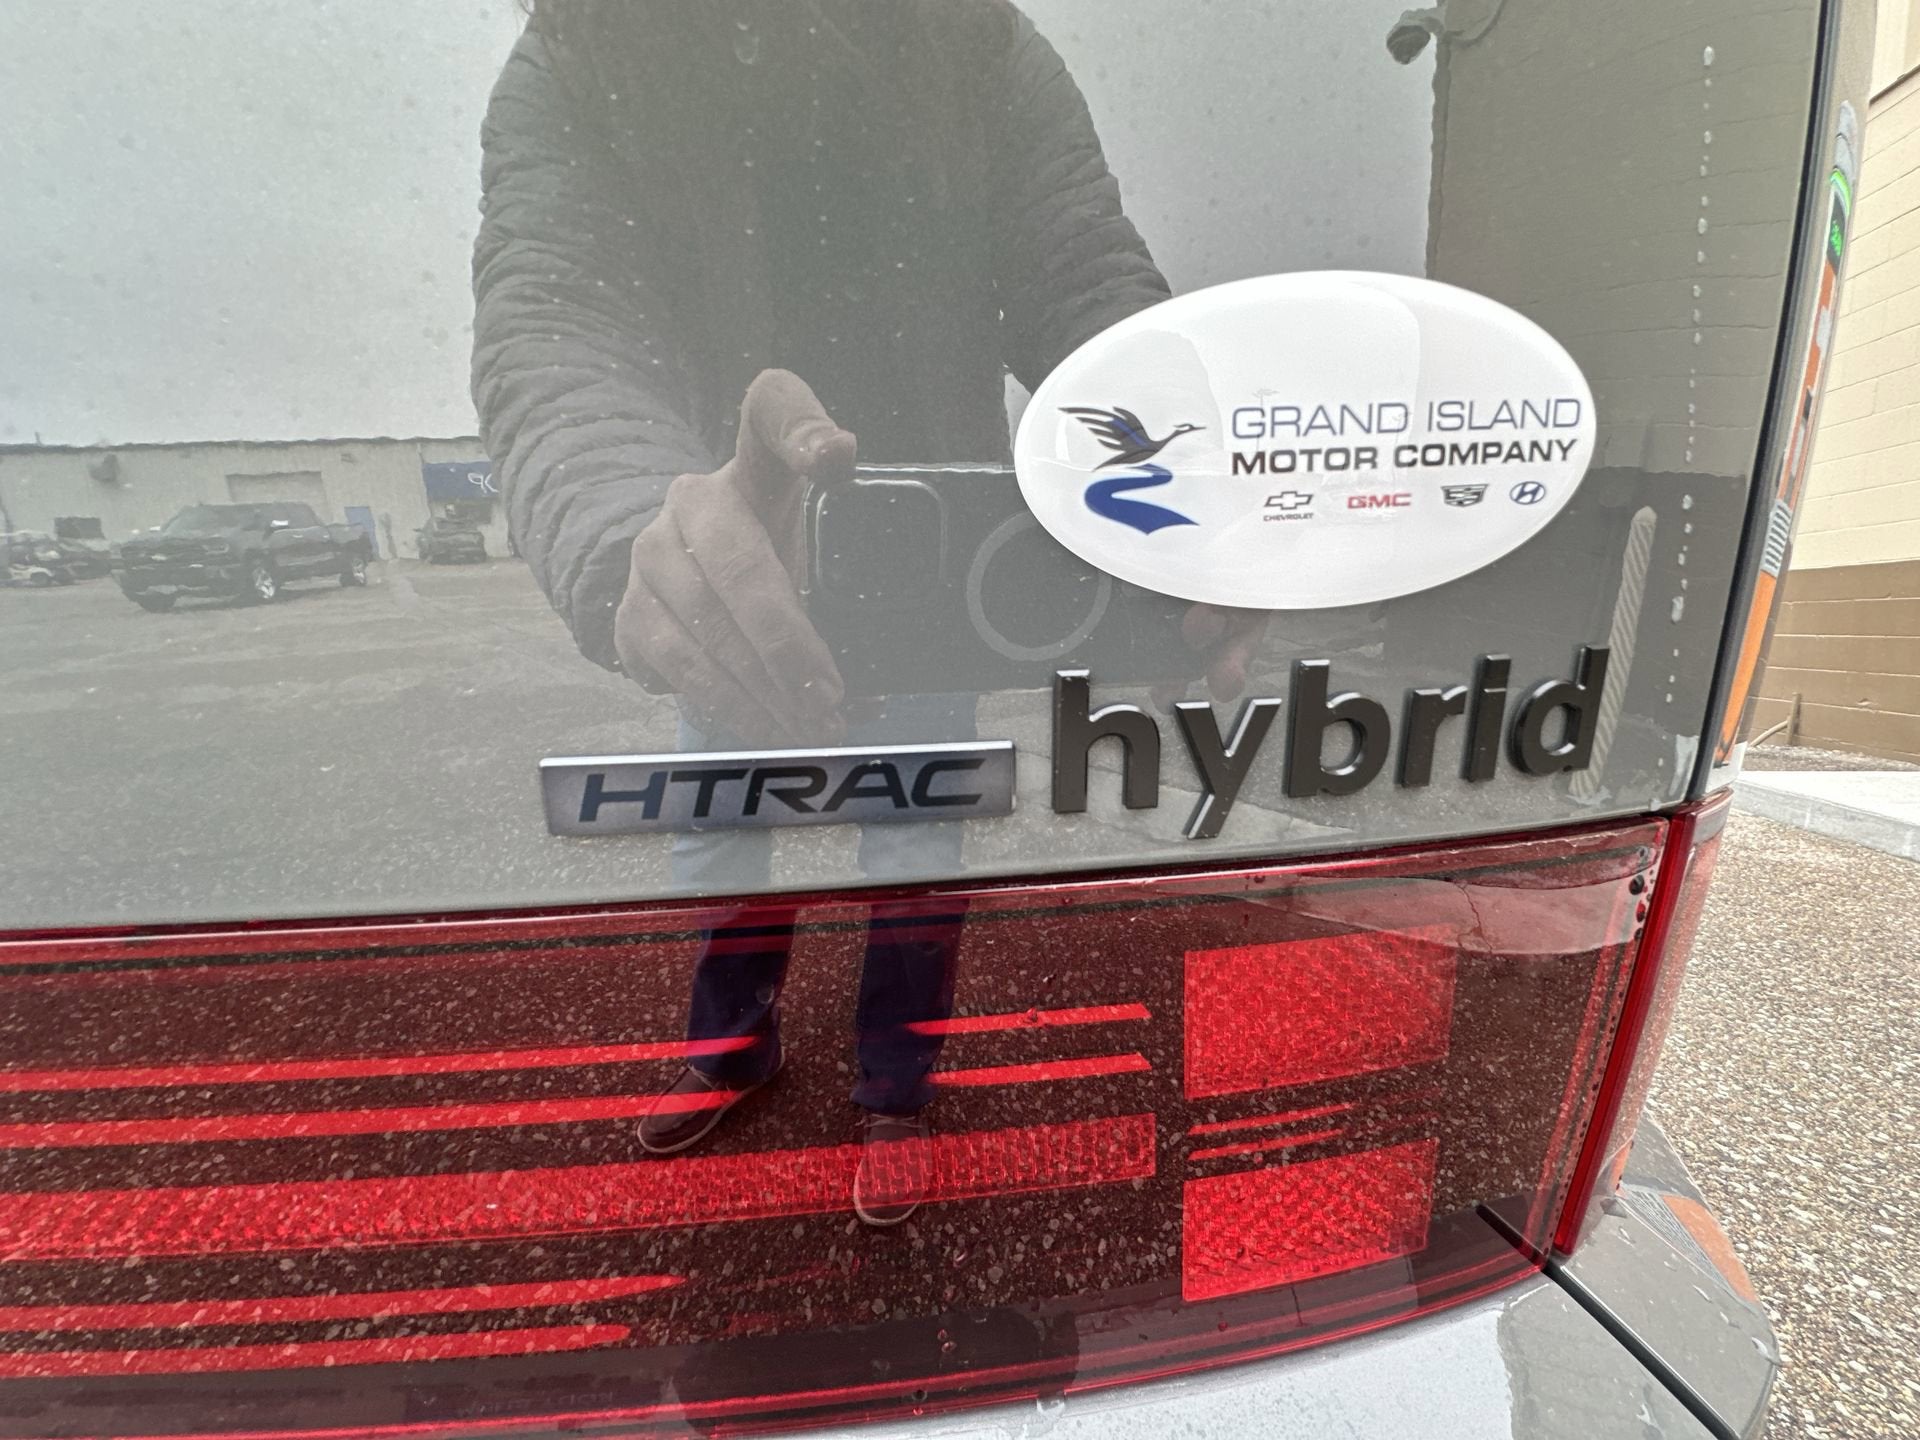 GRAND ISLAND
MOTOR COMPANY
CHEVROLET
GMC
HTRAC
hybrid